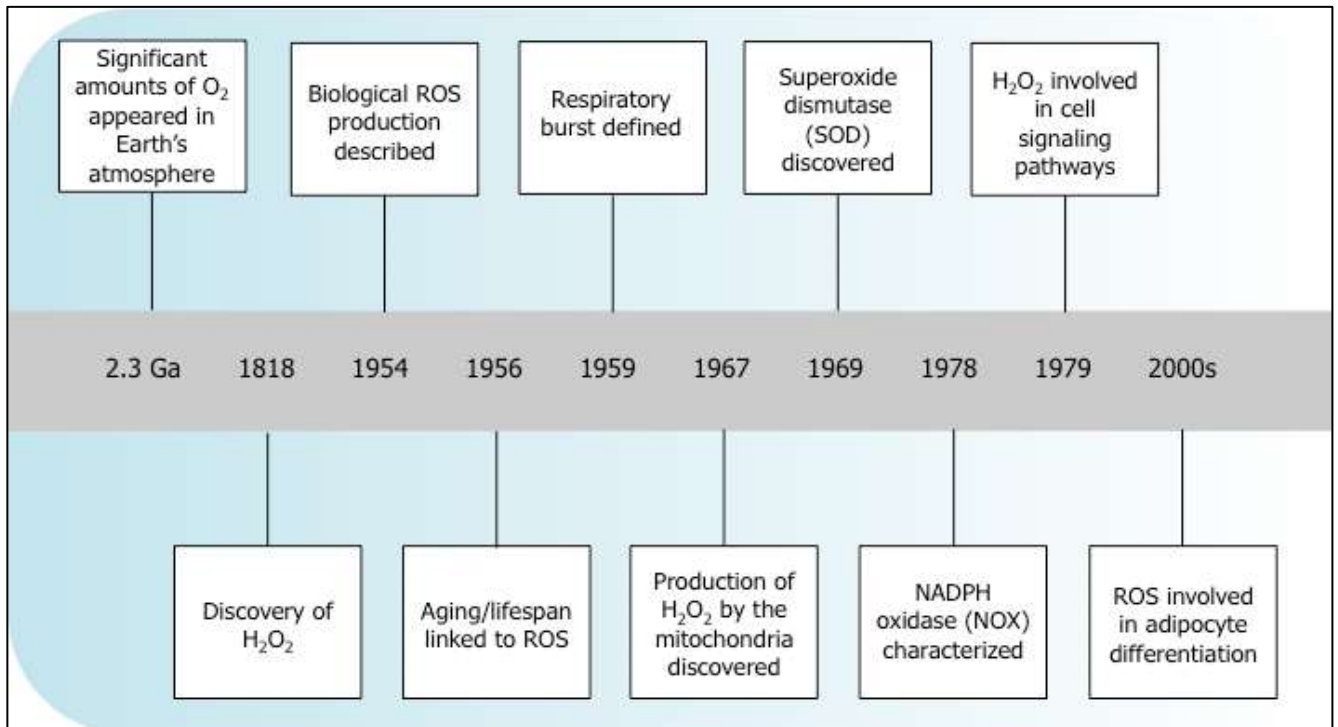 Significant
amounts of O₂
appeared in
Earth's
atmosphere
Biological ROS
production
described
Respiratory
burst defined
Superoxide
dismutase
(SOD)
discovered
H₂O₂ involved
in cell
signaling
pathways
2.3 Ga 1818 1954 1956 1959 1967 1969 1978 1979 2000s
Discovery of
H₂O₂
Aging/lifespan
linked to ROS
Production of
H₂O₂ by the
mitochondria
discovered
NADPH
oxidase (NOX)
characterized
ROS involved
in adipocyte
differentiation